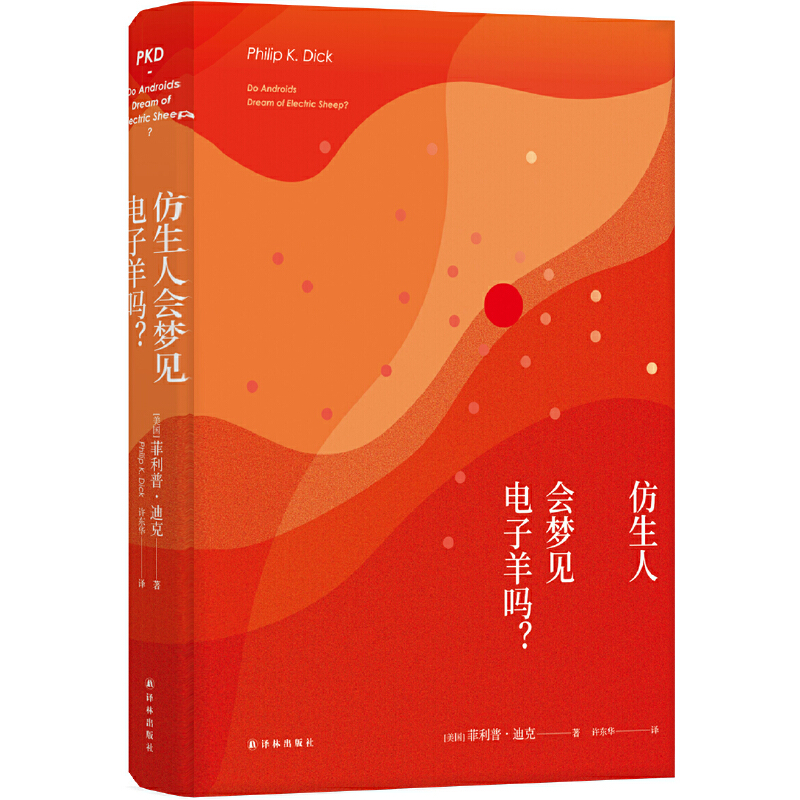 PKD
-
Do Androids
Dream of
Electric Sheep
?
仿生人会梦见
电子羊吗?
[美国]菲利普·迪克 著
Philip K. Dick 许东华 译
译林出版社
Philip K. Dick
Do Androids
Dream of Electric Sheep?
仿生人
会梦见
电子羊吗?
[美国]菲利普·迪克 著 许东华 译
译林出版社